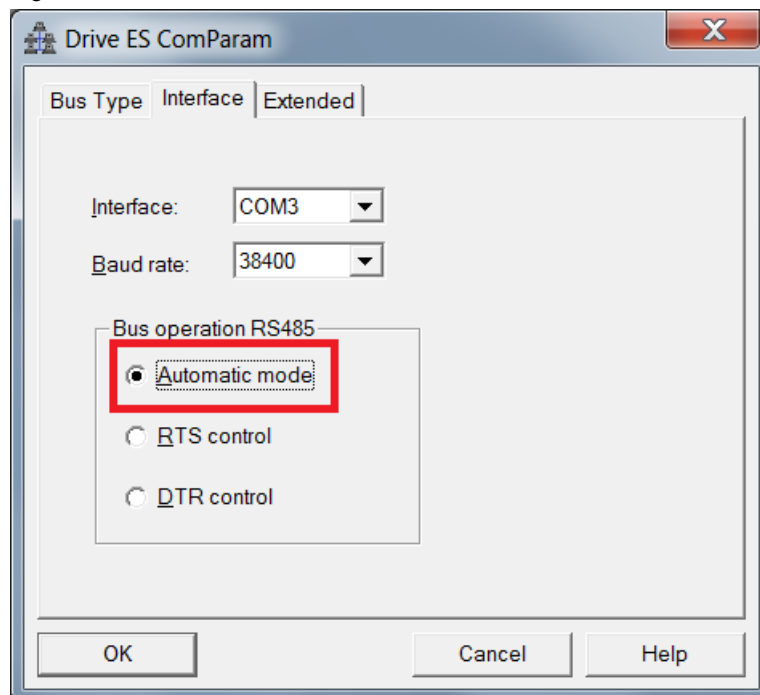 Drive ES ComParam
Bus Type Interface Extended
Interface: COM3
Baud rate: 38400
Bus operation RS485
Automatic mode
RTS control
DTR control
OK Cancel Help